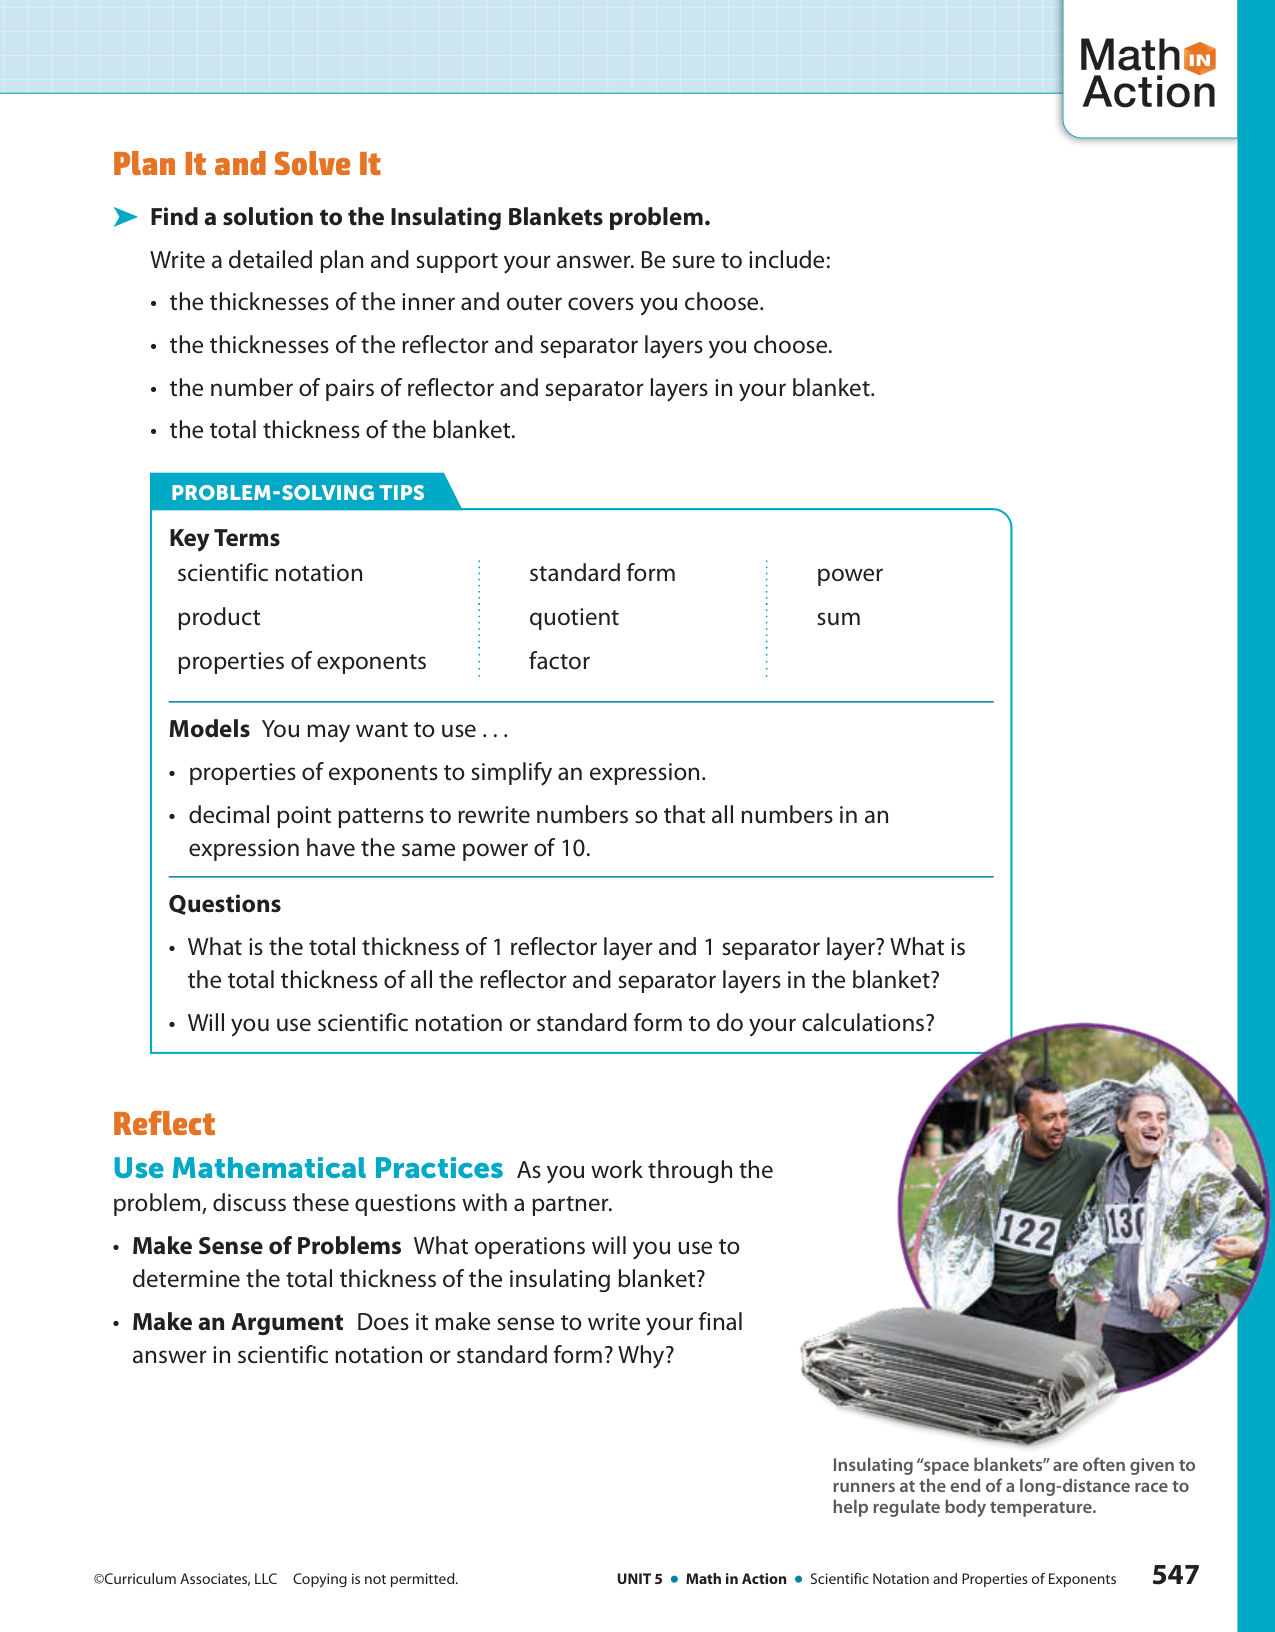 Math IN
Action
Plan It and Solve It
Find a solution to the Insulating Blankets problem.
Write a detailed plan and support your answer. Be sure to include:
• the thicknesses of the inner and outer covers you choose.
• the thicknesses of the reflector and separator layers you choose.
• the number of pairs of reflector and separator layers in your blanket.
• the total thickness of the blanket.
PROBLEM-SOLVING TIPS
Key Terms
scientific notation standard form power
product quotient sum
properties of exponents factor
Models You may want to use . . .
• properties of exponents to simplify an expression.
• decimal point patterns to rewrite numbers so that all numbers in an
expression have the same power of 10.
Questions
• What is the total thickness of 1 reflector layer and 1 separator layer? What is
the total thickness of all the reflector and separator layers in the blanket?
• Will you use scientific notation or standard form to do your calculations?
Reflect
Use Mathematical Practices As you work through the
problem, discuss these questions with a partner.
• Make Sense of Problems What operations will you use to
determine the total thickness of the insulating blanket?
• Make an Argument Does it make sense to write your final
answer in scientific notation or standard form? Why?
122
130
Insulating “space blankets” are often given to
runners at the end of a long-distance race to
help regulate body temperature.
©Curriculum Associates, LLC Copying is not permitted.
UNIT 5 • Math in Action • Scientific Notation and Properties of Exponents 547